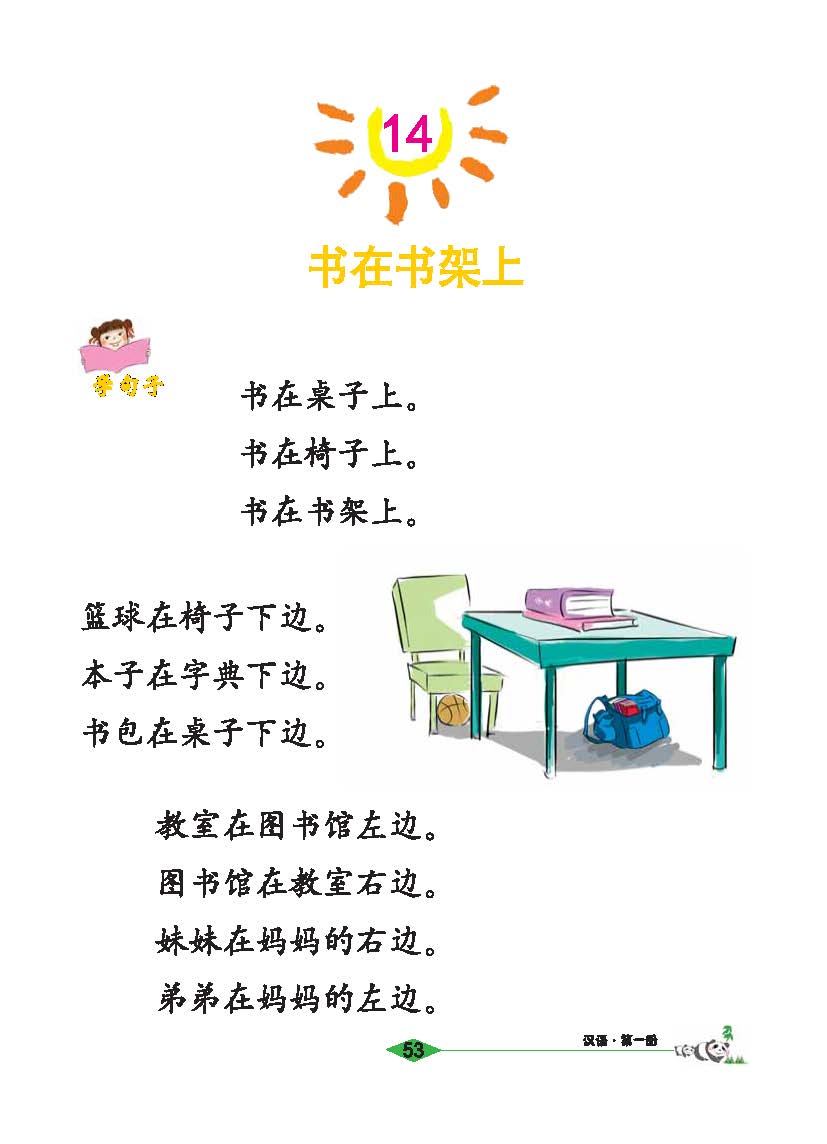 14
书在书架上
学句子
书在桌子上。
书在椅子上。
书在书架上。
篮球在椅子下边。
本子在字典下边。
书包在桌子下边。
教室在图书馆左边。
图书馆在教室右边。
妹妹在妈妈的右边。
弟弟在妈妈的左边。
53
汉语·第一册